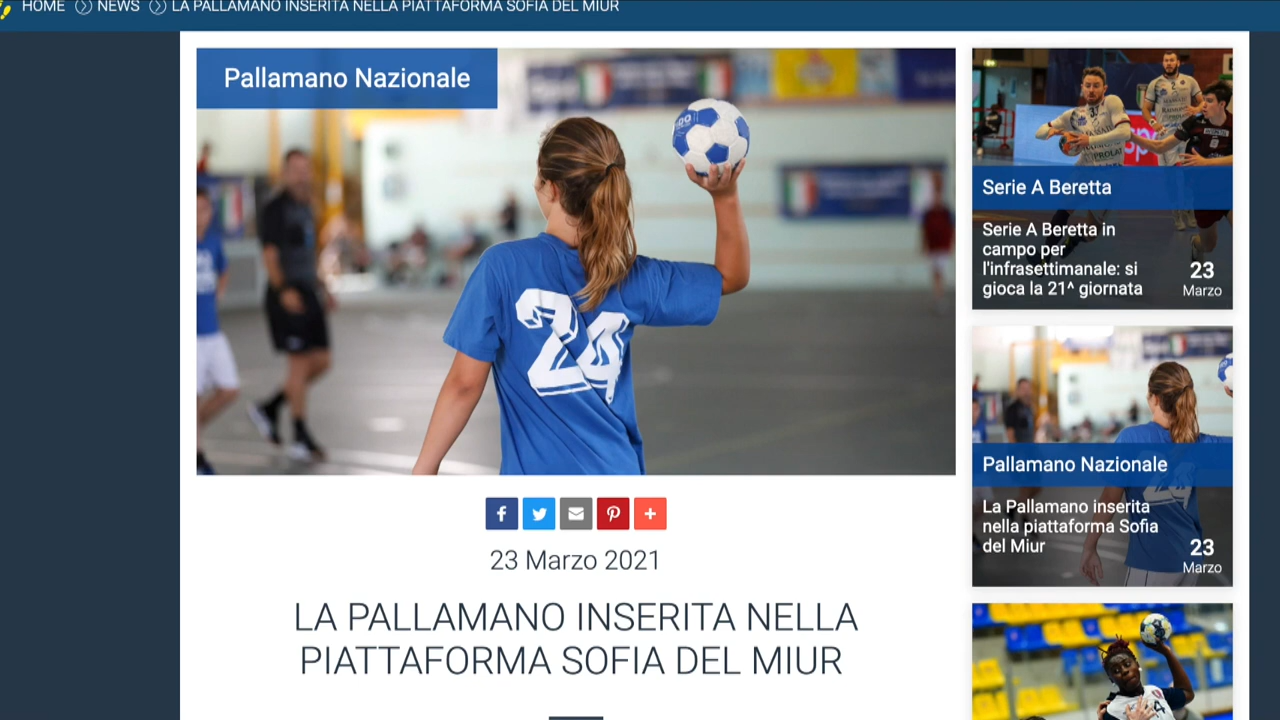 HOME NEWS LA PALLAMANO INSERITA NELLA PIATTAFORMA SOFIA DEL MIUR
Pallamano Nazionale
24
23 Marzo 2021
LA PALLAMANO INSERITA NELLA
PIATTAFORMA SOFIA DEL MIUR
Serie A Beretta
Serie A Beretta in
campo per
l'infrasettimanale: si
gioca la 21^ giornata
23
Marzo
Pallamano Nazionale
La Pallamano inserita
nella piattaforma Sofia
del Miur
23
Marzo